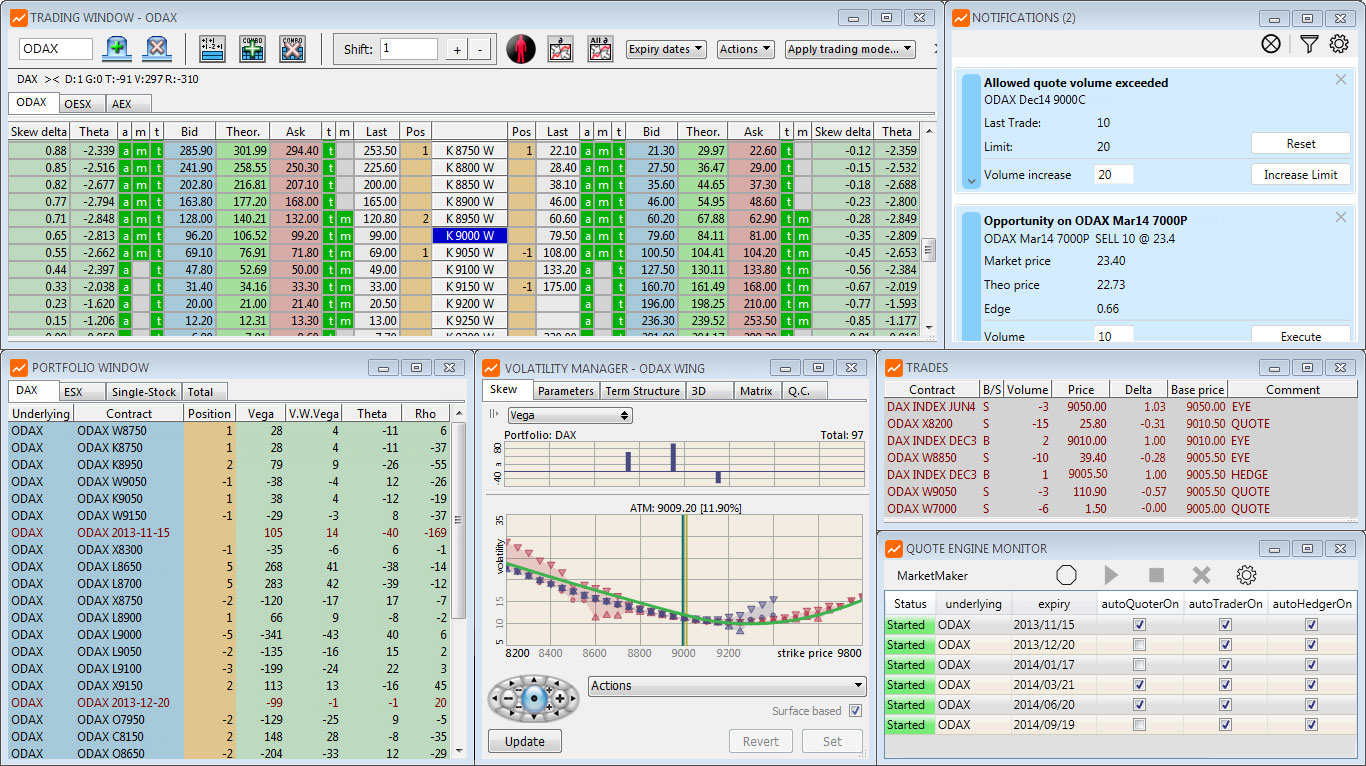 TRADING WINDOW - ODAX
ODAX Shift: 1 + - Expiry dates Actions Apply trading mode...
DAX >< D:1 G:0 T:-91 V:297 R:-310
ODAX OESX AEX
Skew delta Theta a m t Bid Theor. Ask t m Last Pos Pos Last a m t Bid Theor. Ask t m Skew delta Theta
0.88 -2.339 a m t 285.90 301.99 294.40 t 253.50 1 K 8750 W 1 22.10 a m t 21.30 29.97 22.60 t -0.12 -2.359
0.85 -2.516 a m t 241.90 258.55 250.30 t 225.60 K 8800 W 28.40 a m t 27.50 36.47 29.00 t -0.15 -2.532
0.82 -2.677 a m t 202.80 216.81 207.10 t 200.00 K 8850 W 38.10 a m t 35.60 44.65 37.30 t -0.18 -2.688
0.77 -2.794 a m t 163.80 177.20 168.00 t 165.00 K 8900 W 46.00 a m t 46.00 54.95 48.60 t -0.23 -2.800
0.71 -2.848 a m t 128.00 140.21 132.00 t m 120.80 2 K 8950 W 60.60 a m t 60.20 67.88 62.90 t m -0.28 -2.849
0.65 -2.813 a m t 96.20 106.52 99.20 t m 99.00 K 9000 W 79.50 a m t 79.60 84.11 81.00 t m -0.35 -2.809
0.55 -2.662 a m t 69.10 76.91 71.80 t m 69.00 1 K 9050 W -1 108.00 a m t 100.50 104.41 104.20 t m -0.45 -2.653
0.44 -2.397 a t 47.80 52.69 50.00 t m 49.00 K 9100 W 133.20 a t 127.50 130.11 133.80 t m -0.56 -2.384
0.33 -2.038 a t 31.40 34.16 33.30 t m 33.00 K 9150 W -1 175.00 a t 160.70 161.49 168.00 t m -0.67 -2.019
0.23 -1.620 a t 20.00 21.00 21.40 t m 20.50 K 9200 W a t 196.00 198.25 210.00 t m -0.77 -1.593
0.15 -1.206 a t 12.20 12.31 13.30 t m 13.00 K 9250 W a t 236.30 239.52 253.50 t m -0.85 -1.177
NOTIFICATIONS (2)
Allowed quote volume exceeded
ODAX Dec14 9000C
Last Trade: 10
Limit: 20 Reset
Volume increase 20 Increase Limit
Opportunity on ODAX Mar14 7000P
ODAX Mar14 7000P SELL 10 @ 23.4
Market price 23.40
Theo price 22.73
Edge 0.66
Volume 10 Execute
PORTFOLIO WINDOW
DAX ESX Single-Stock Total
Underlying Contract Position Vega V.W.Vega Theta Rho
ODAX ODAX W8750 1 28 4 -11 6
ODAX ODAX K8750 1 28 4 -11 -37
ODAX ODAX K8950 2 79 9 -26 -55
ODAX ODAX W9050 -1 -38 -4 12 -26
ODAX ODAX K9050 1 38 4 -12 -19
ODAX ODAX W9150 -1 -29 -3 8 -37
ODAX ODAX 2013-11-15 105 14 -40 -169
ODAX ODAX X8300 -1 -35 -6 6 -1
ODAX ODAX L8650 5 268 41 -38 -14
ODAX ODAX L8700 5 283 42 -39 -12
ODAX ODAX X8750 -2 -120 -17 17 -7
ODAX ODAX L8900 1 66 9 -8 -2
ODAX ODAX L9000 -5 -341 -43 40 6
ODAX ODAX L9050 -2 -135 -16 15 2
ODAX ODAX L9100 -3 -199 -24 22 3
ODAX ODAX X9150 2 113 13 -16 45
ODAX ODAX 2013-12-20 -99 -1 -1 20
ODAX ODAX O7950 -2 -129 -25 9 -5
ODAX ODAX C8150 2 148 28 -8 -35
ODAX ODAX O8650 -2 -204 -33 12 -29
VOLATILITY MANAGER - ODAX WING
Skew Parameters Term Structure 3D Matrix Q.C.
Vega
Portfolio: DAX Total: 97
80
a
-40
ATM: 9009.20 [11.90%]
35
volatility
15
10
5
8200 8400 8600 8800 9000 9200 strike price 9800
Actions
Surface based
Update Revert Set
TRADES
Contract B/S Volume Price Delta Base price Comment
DAX INDEX JUN4 S -3 9050.00 1.03 9050.00 EYE
ODAX X8200 S -15 25.80 -0.31 9010.50 QUOTE
DAX INDEX DEC3 B 2 9010.00 1.00 9010.00 EYE
ODAX W8850 S -10 39.40 -0.28 9005.50 EYE
DAX INDEX DEC3 B 1 9005.50 1.00 9005.50 HEDGE
ODAX W9050 S -3 110.90 -0.57 9005.50 QUOTE
ODAX W7000 S -6 1.50 -0.00 9005.50 QUOTE
QUOTE ENGINE MONITOR
MarketMaker
Status underlying expiry autoQuoterOn autoTraderOn autoHedgerOn
Started ODAX 2013/11/15
Started ODAX 2013/12/20
Started ODAX 2014/01/17
Started ODAX 2014/03/21
Started ODAX 2014/06/20
Started ODAX 2014/09/19